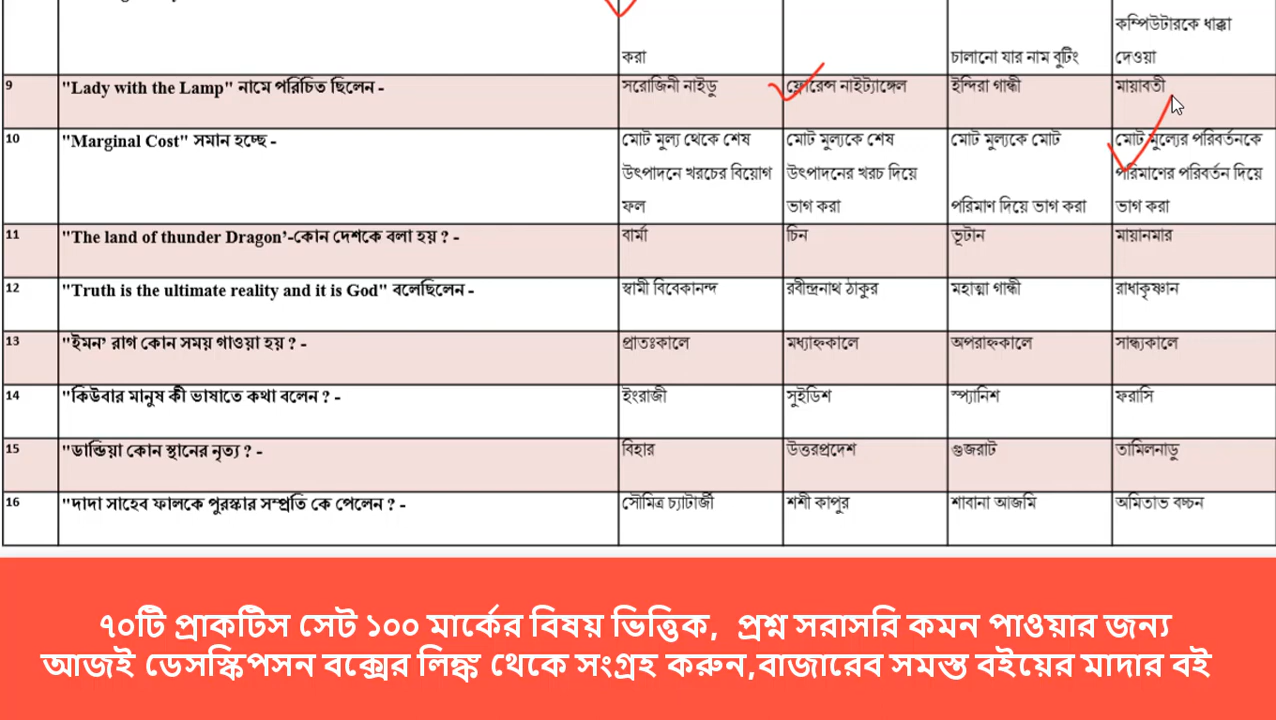 কম্পিউটারকে ধাক্কা
করা চালানো যার নাম বুটিং দেওয়া
9 "Lady with the Lamp" নামে পরিচিত ছিলেন - সরোজিনী নাইডু ফ্লোরেন্স নাইট্যাঙ্গেল ইন্দিরা গান্ধী মায়াবতী
10 "Marginal Cost" সমান হচ্ছে - মোট মুল্য থেকে শেষ মোট মুল্যকে শেষ মোট মুল্যকে মোট মোট মুল্যের পরিবর্তনকে
উৎপাদনে খরচের বিয়োগ উৎপাদনের খরচ দিয়ে পরিমাণের পরিবর্তন দিয়ে
ফল ভাগ করা পরিমাণ দিয়ে ভাগ করা ভাগ করা
11 "The land of thunder Dragon’-কোন দেশকে বলা হয় ? - বার্মা চিন ভূটান মায়ানমার
12 "Truth is the ultimate reality and it is God" বলেছিলেন - স্বামী বিবেকানন্দ রবীন্দ্রনাথ ঠাকুর মহাত্মা গান্ধী রাধাকৃষ্ণান
13 "ইমন’ রাগ কোন সময় গাওয়া হয় ? - প্রাতঃকালে মধ্যাহ্নকালে অপরাহ্নকালে সান্ধ্যকালে
14 "কিউবার মানুষ কী ভাষাতে কথা বলেন ? - ইংরাজী সুইডিশ স্প্যানিশ ফরাসি
15 "ডান্ডিয়া কোন স্থানের নৃত্য ? - বিহার উত্তরপ্রদেশ গুজরাট তামিলনাড়ু
16 "দাদা সাহেব ফালকে পুরস্কার সম্প্রতি কে পেলেন ? - সৌমিত্র চ্যাটার্জী শশী কাপুর শাবানা আজমি অমিতাভ বচ্চন
৭০টি প্রাকটিস সেট ১০০ মার্কের বিষয় ভিত্তিক, প্রশ্ন সরাসরি কমন পাওয়ার জন্য
আজই ডেসস্কিপসন বক্সের লিঙ্ক থেকে সংগ্রহ করুন,বাজারেব সমস্ত বইয়ের মাদার বই